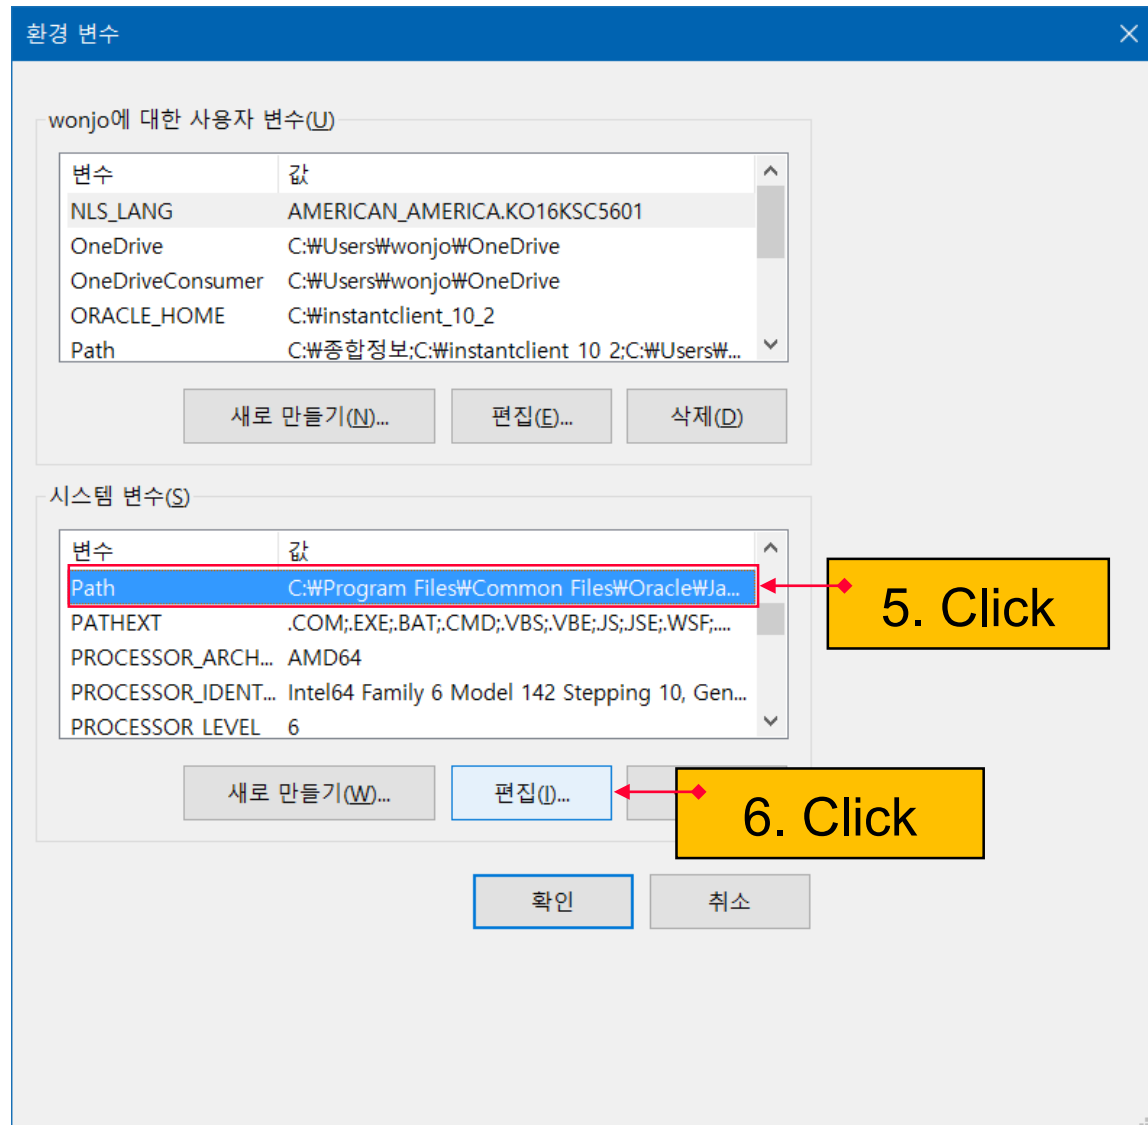 환경 변수
wonjo에 대한 사용자 변수(U)
변수 값
NLS_LANG AMERICAN_AMERICA.KO16KSC5601
OneDrive C:₩Users₩wonjo₩OneDrive
OneDriveConsumer C:₩Users₩wonjo₩OneDrive
ORACLE_HOME C:₩instantclient_10_2
Path C:₩종합정보;C:₩instantclient_10_2;C:₩Users₩...
새로 만들기(N)... 편집(E)... 삭제(D)
시스템 변수(S)
변수 값
Path C:₩Program Files₩Common Files₩Oracle₩Ja...
5. Click
PATHEXT .COM;.EXE;.BAT;.CMD;.VBS;.VBE;.JS;.JSE;.WSF;....
PROCESSOR_ARCH... AMD64
PROCESSOR_IDENT... Intel64 Family 6 Model 142 Stepping 10, Gen...
PROCESSOR_LEVEL 6
새로 만들기(W)... 편집(I)...
6. Click
확인 취소